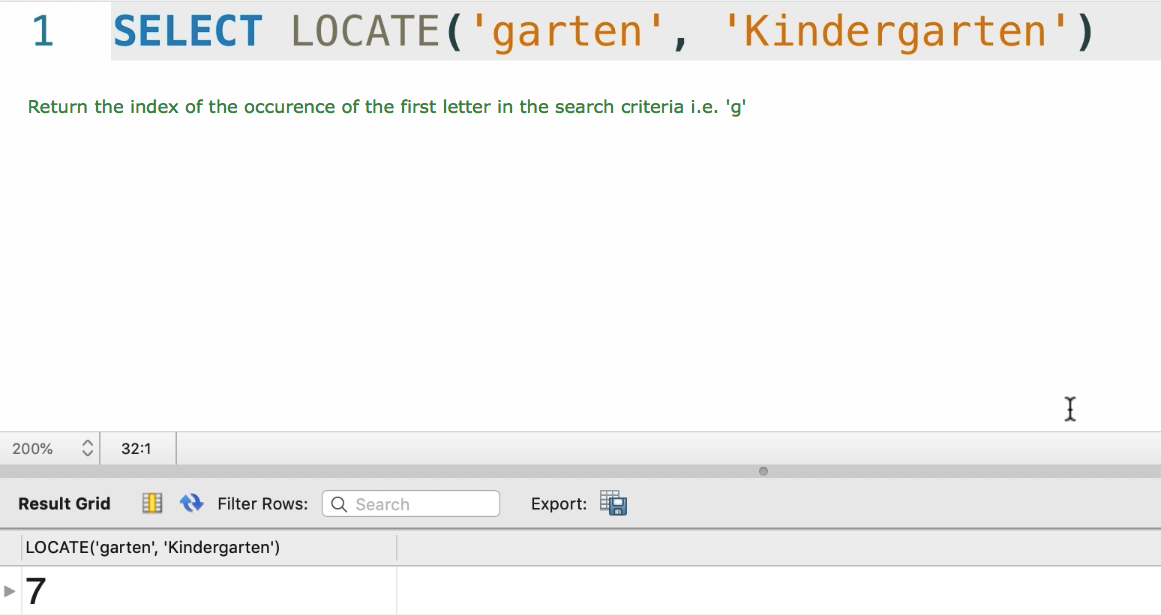 1 SELECT LOCATE('garten', 'Kindergarten')
Return the index of the occurence of the first letter in the search criteria i.e. 'g'
200% 32:1
Result Grid Filter Rows: Search Export:
LOCATE('garten', 'Kindergarten')
7